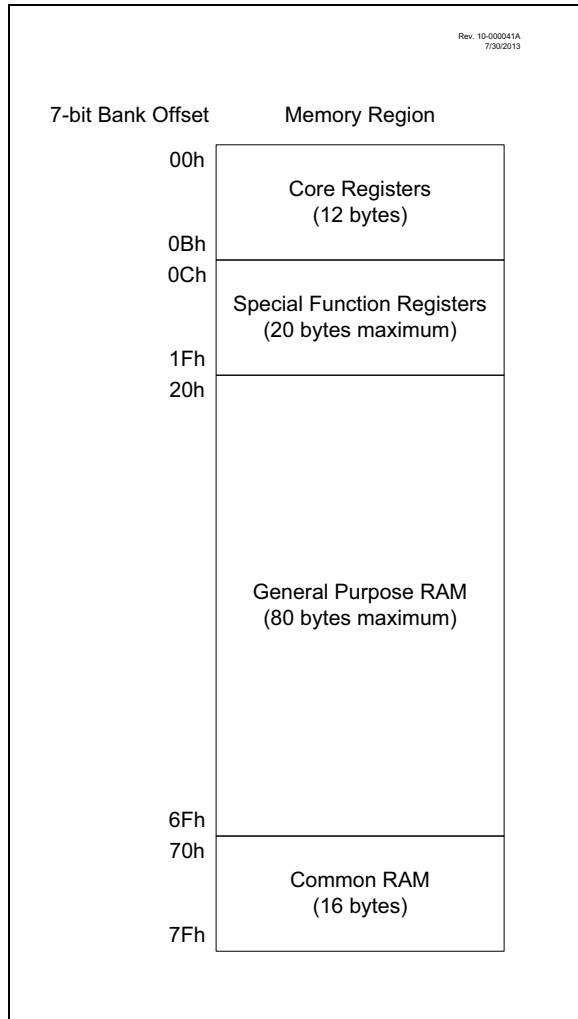 Rev. 10-000041A
7/30/2013
7-bit Bank Offset Memory Region
00h
Core Registers
(12 bytes)
0Bh
0Ch
Special Function Registers
(20 bytes maximum)
1Fh
20h
General Purpose RAM
(80 bytes maximum)
6Fh
70h
Common RAM
(16 bytes)
7Fh